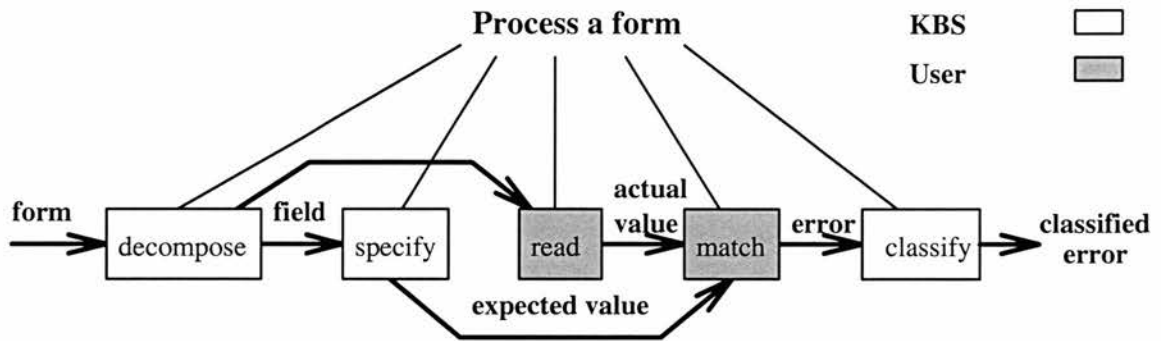 Process a form
KBS
User
form
decompose
field
specify
read
actual
value
match
error
classify
classified
error
expected value